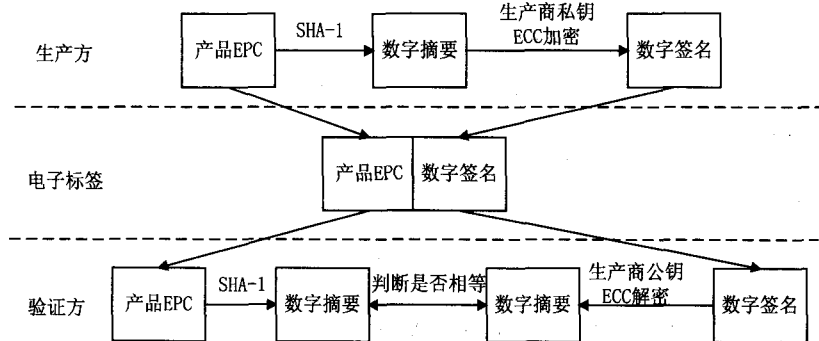 生产方
产品EPC
SHA-1
数字摘要
生产商私钥
ECC加密
数字签名
电子标签
产品EPC
数字签名
验证方
产品EPC
SHA-1
数字摘要
判断是否相等
数字摘要
生产商公钥
ECC解密
数字签名